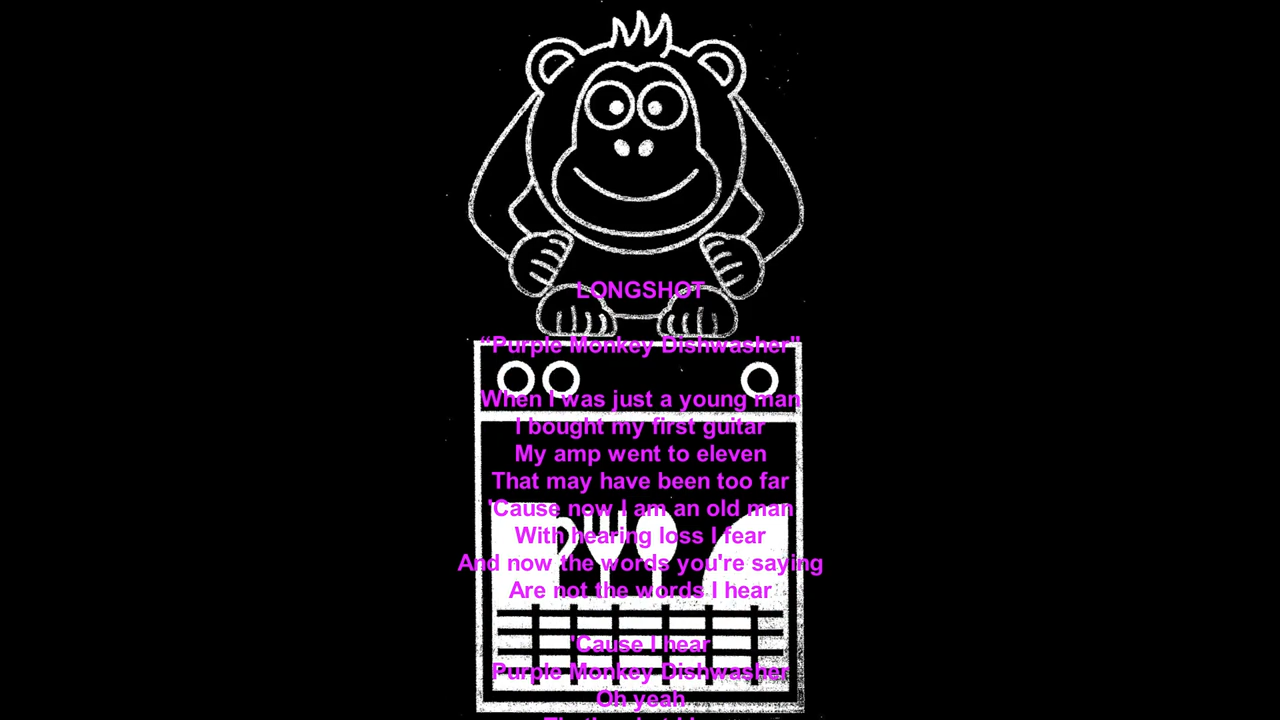 LONGSHOT
“Purple Monkey Dishwasher"
When I was just a young man
I bought my first guitar
My amp went to eleven
That may have been too far
'Cause now I am an old man
With hearing loss I fear
And now the words you're saying
Are not the words I hear
'Cause I hear
Purple Monkey Dishwasher
Oh yeah